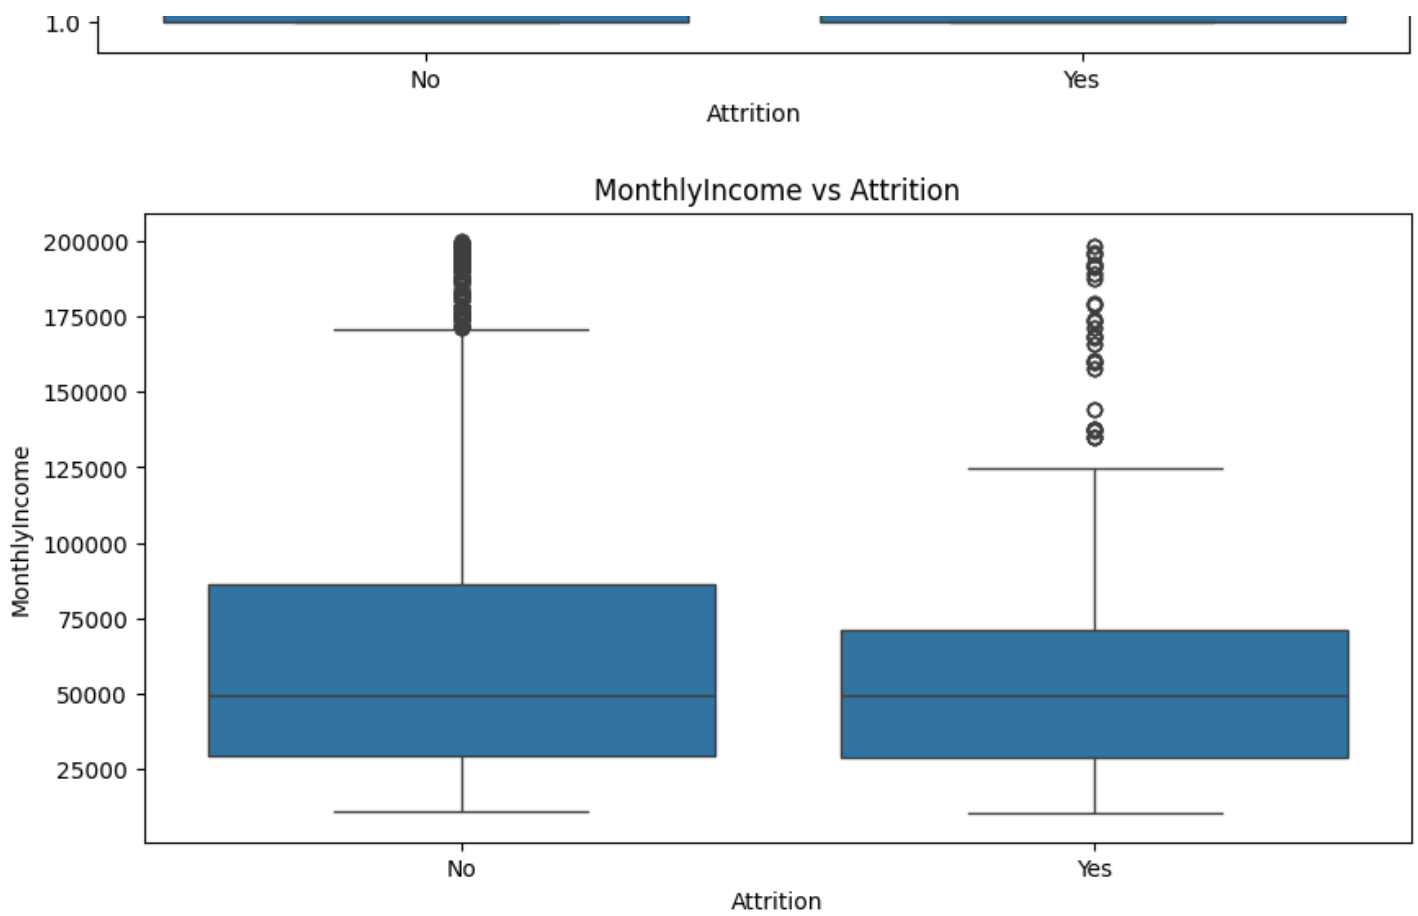 1.0
No Yes
Attrition
MonthlyIncome vs Attrition
200000
175000
150000
125000
100000
75000
50000
25000
MonthlyIncome
No Yes
Attrition